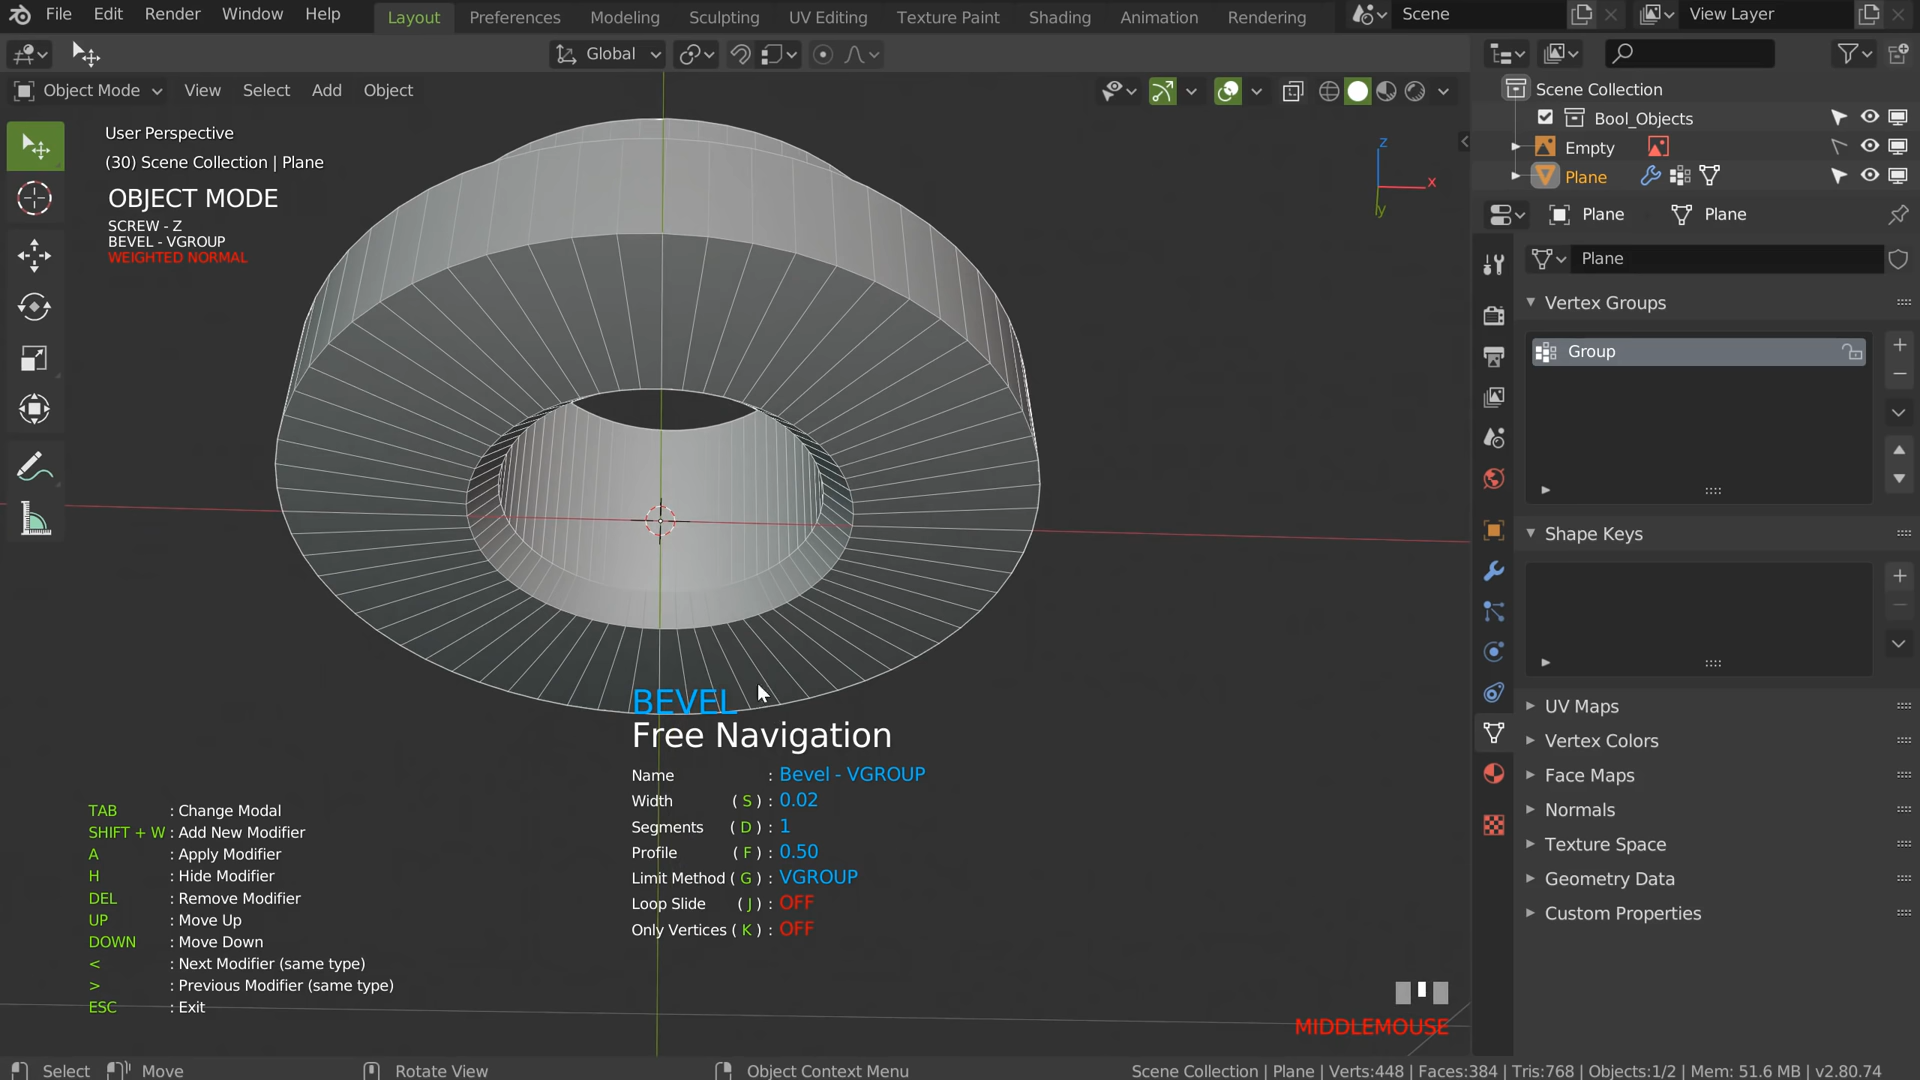 File Edit Render Window Help
Layout Preferences Modeling Sculpting UV Editing Texture Paint Shading Animation Rendering
Scene
View Layer
Global
Object Mode View Select Add Object
User Perspective
(30) Scene Collection | Plane
OBJECT MODE
SCREW - Z
BEVEL - VGROUP
WEIGHTED NORMAL
z
x
y
Scene Collection
Bool_Objects
Empty
Plane
Plane Plane
Plane
Vertex Groups
Group
Shape Keys
UV Maps
Vertex Colors
Face Maps
Normals
Texture Space
Geometry Data
Custom Properties
BEVEL
Free Navigation
Name : Bevel - VGROUP
Width ( S ) : 0.02
Segments ( D ) : 1
Profile ( F ) : 0.50
Limit Method ( G ) : VGROUP
Loop Slide ( J ) : OFF
Only Vertices ( K ) : OFF
TAB : Change Modal
SHIFT + W : Add New Modifier
A : Apply Modifier
H : Hide Modifier
DEL : Remove Modifier
UP : Move Up
DOWN : Move Down
< : Next Modifier (same type)
> : Previous Modifier (same type)
ESC : Exit
MIDDLEMOUSE
Select Move Rotate View Object Context Menu
Scene Collection | Plane | Verts:448 | Faces:384 | Tris:768 | Objects:1/2 | Mem: 51.6 MB | v2.80.74